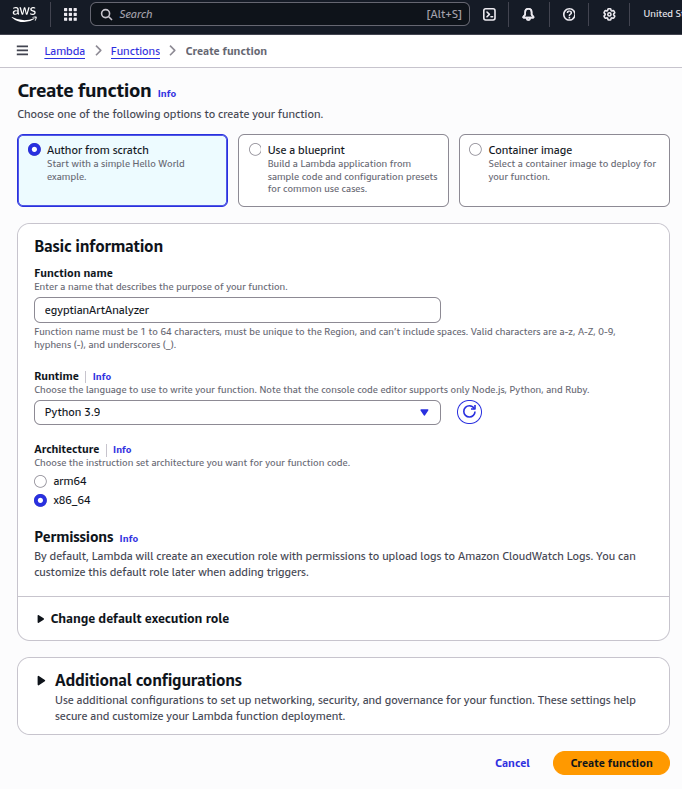 aws
Search [Alt+S]
Lambda > Functions > Create function
Create function Info
Choose one of the following options to create your function.
Author from scratch
Start with a simple Hello World
example.
Use a blueprint
Build a Lambda application from
sample code and configuration presets
for common use cases.
Container image
Select a container image to deploy for
your function.
Basic information
Function name
Enter a name that describes the purpose of your function.
egyptianArtAnalyzer
Function name must be 1 to 64 characters, must be unique to the Region, and can't include spaces. Valid characters are a-z, A-Z, 0-9,
hyphens (-), and underscores (_).
Runtime | Info
Choose the language to use to write your function. Note that the console code editor supports only Node.js, Python, and Ruby.
Python 3.9
Architecture | Info
Choose the instruction set architecture you want for your function code.
arm64
x86_64
Permissions Info
By default, Lambda will create an execution role with permissions to upload logs to Amazon CloudWatch Logs. You can
customize this default role later when adding triggers.
Change default execution role
Additional configurations
Use additional configurations to set up networking, security, and governance for your function. These settings help
secure and customize your Lambda function deployment.
Cancel Create function